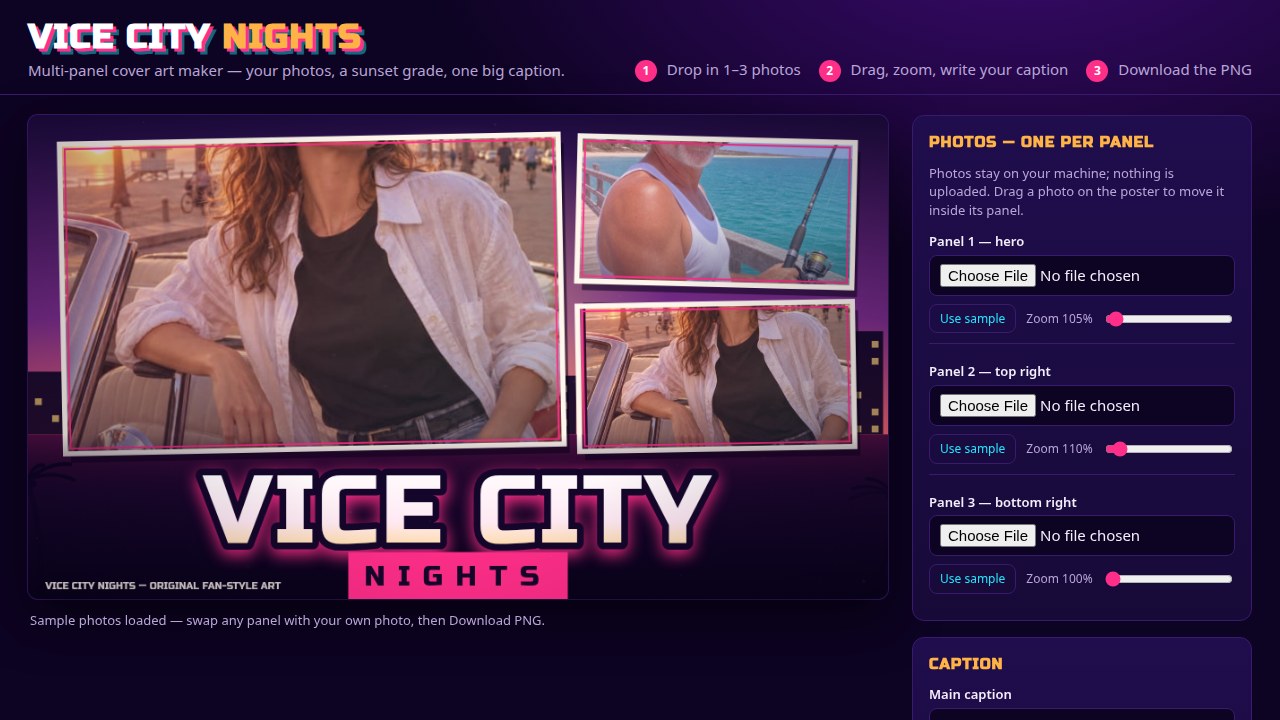 VICE CITY NIGHTS
Multi-panel cover art maker — your photos, a sunset grade, one big caption.
1 Drop in 1–3 photos
2 Drag, zoom, write your caption
3 Download the PNG
VICE CITY
NIGHTS
VICE CITY NIGHTS — ORIGINAL FAN-STYLE ART
Sample photos loaded — swap any panel with your own photo, then Download PNG.
PHOTOS — ONE PER PANEL
Photos stay on your machine; nothing is
uploaded. Drag a photo on the poster to move it
inside its panel.
Panel 1 — hero
Choose File No file chosen
Use sample Zoom 105%
Panel 2 — top right
Choose File No file chosen
Use sample Zoom 110%
Panel 3 — bottom right
Choose File No file chosen
Use sample Zoom 100%
CAPTION
Main caption